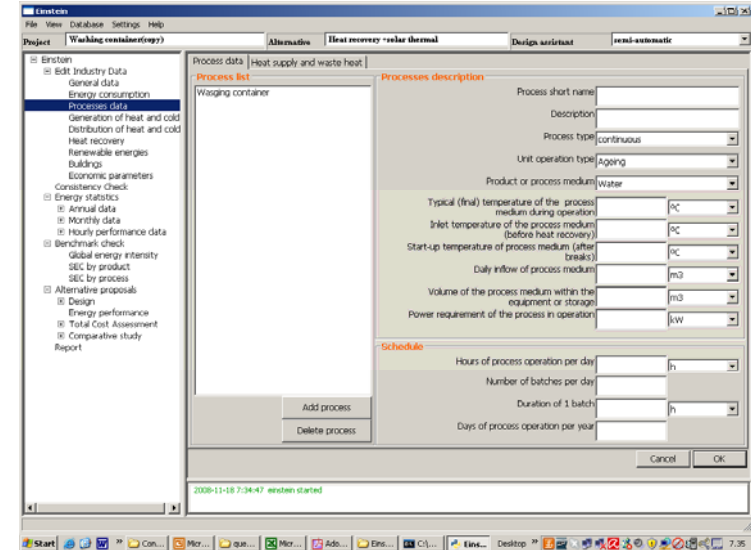 Einstein
File View Database Settings Help
Project Washing container(copy) Alternative Heat recovery +solar thermal Design assistant semi-automatic
Einstein
Edit Industry Data
General data
Energy consumption
Processes data
Generation of heat and cold
Distribution of heat and cold
Heat recovery
Renewable energies
Buildings
Economic parameters
Consistency Check
Energy statistics
Annual data
Monthly data
Hourly performance data
Benchmark check
Global energy intensity
SEC by product
SEC by process
Alternative proposals
Design
Energy performance
Total Cost Assessment
Comparative study
Report
Process data Heat supply and waste heat
Process list
Wasging container
Add process
Delete process
Processes description
Process short name
Description
Process type continuous
Unit operation type Ageing
Product or process medium Water
Typical (final) temperature of the process
medium during operation ºC
Inlet temperature of the process medium
(before heat recovery) ºC
Start-up temperature of process medium (after
breaks) ºC
Daily inflow of process medium m3
Volume of the process medium within the
equipment or storage m3
Power requirement of the process in operation kW
Schedule
Hours of process operation per day h
Number of batches per day
Duration of 1 batch h
Days of process operation per year
Cancel OK
2008-11-18 7:34:47 einstein started
Start Con... Mcr... que... Mcr... Ado... Eins... C:\... Eins... Desktop 7.35